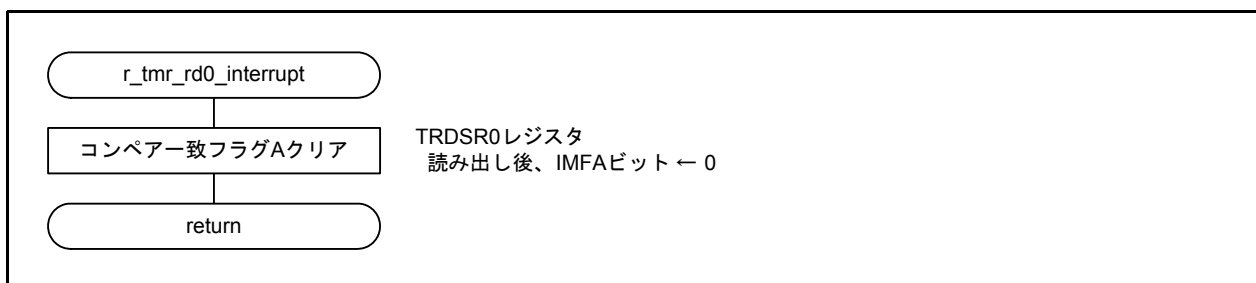 r_tmr_rd0_interrupt
コンペア一致フラグAクリア
TRDSR0レジスタ
読み出し後、IMFAビット ← 0
return